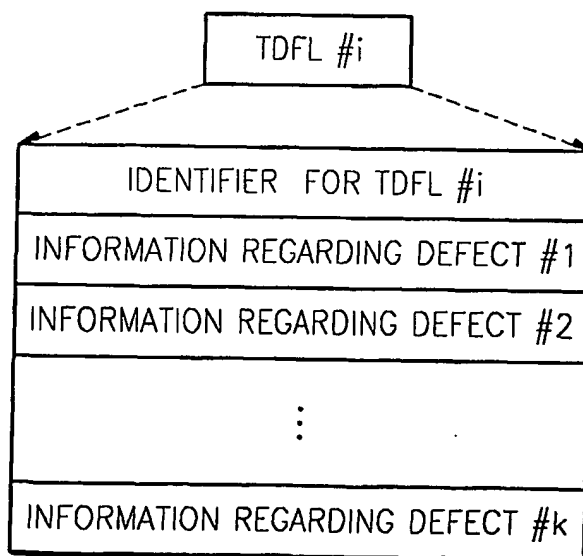 TDFL #i
IDENTIFIER FOR TDFL #i
INFORMATION REGARDING DEFECT #1
INFORMATION REGARDING DEFECT #2
⋮
INFORMATION REGARDING DEFECT #k